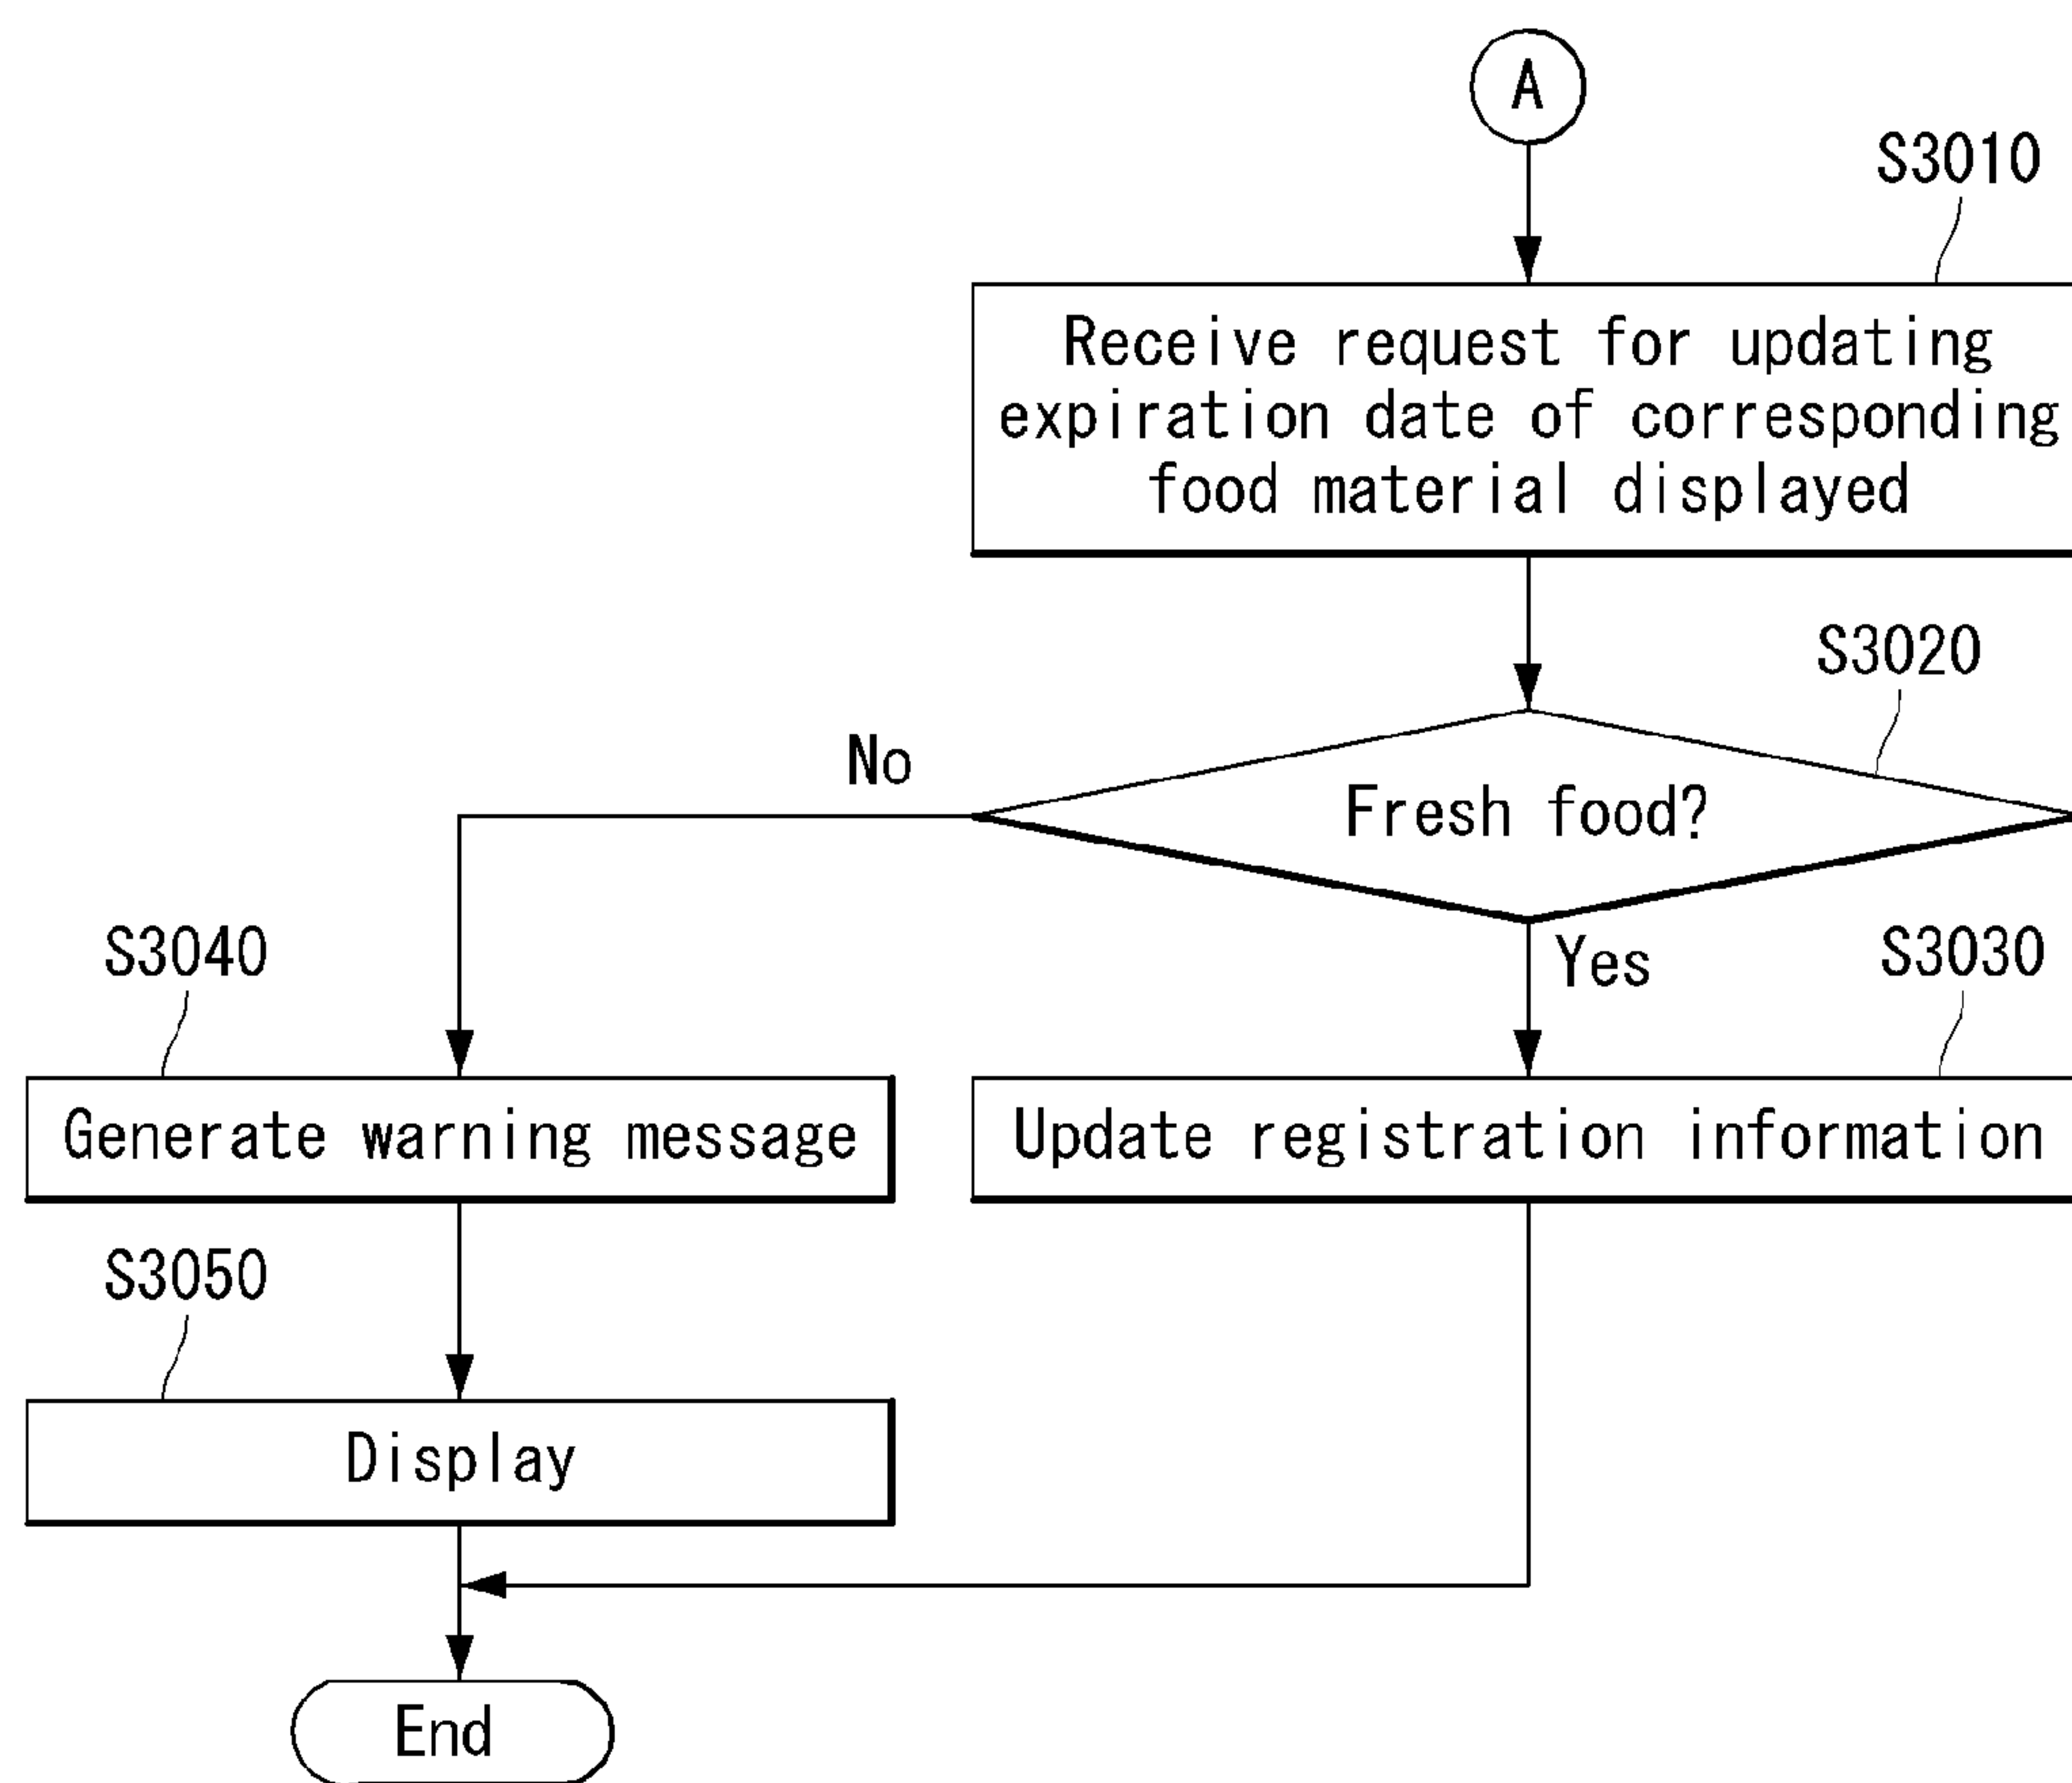 A
S3010
Receive request for updating
expiration date of corresponding
food material displayed
S3020
No
Fresh food?
Yes
S3040
S3030
Generate warning message
Update registration information
S3050
Display
End